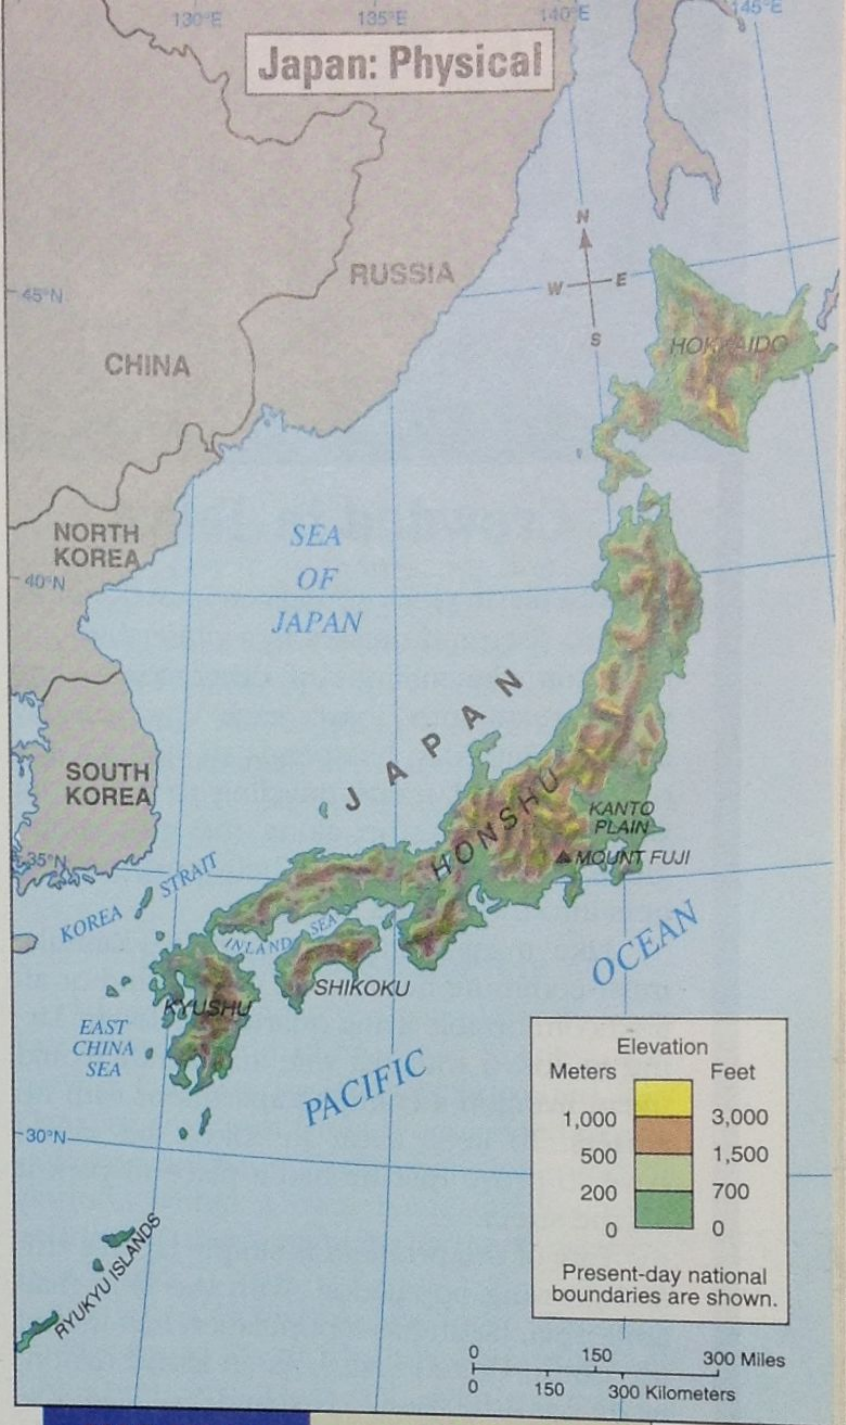 130°E 135°E 140°E 145°E
Japan: Physical
N
W E
S
RUSSIA
45°N
HOKKAIDO
CHINA
NORTH
KOREA
SEA
OF
JAPAN
40°N
JAPAN
SOUTH
KOREA
HONSHU
KANTO
PLAIN
MOUNT FUJI
35°N
KOREA STRAIT
INLAND SEA
OCEAN
SHIKOKU
KYUSHU
EAST
CHINA
SEA
PACIFIC
30°N
RYUKYU ISLANDS
Elevation
Meters Feet
1,000 3,000
500 1,500
200 700
0 0
Present-day national
boundaries are shown.
0 150 300 Miles
0 150 300 Kilometers